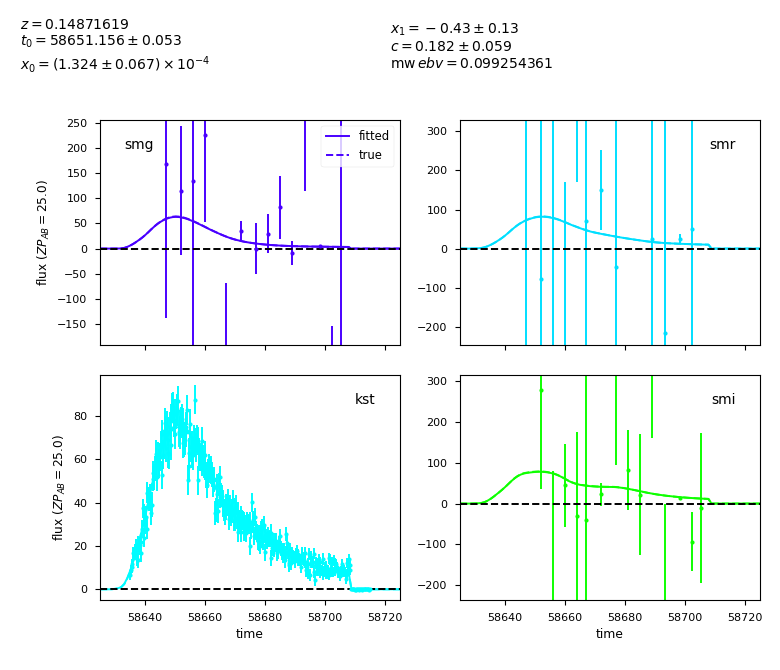 z = 0.14871619
t₀ = 58651.156 ± 0.053
x₀ = (1.324 ± 0.067) × 10⁻⁴
x₁ = −0.43 ± 0.13
c = 0.182 ± 0.059
mw ebv = 0.099254361
smg
fitted
true
250
200
150
100
50
0
−50
−100
−150
flux (ZP_AB = 25.0)
smr
300
200
100
0
−100
−200
kst
80
60
40
20
0
flux (ZP_AB = 25.0)
58640 58660 58680 58700 58720
time
smi
300
200
100
0
−100
−200
58640 58660 58680 58700 58720
time